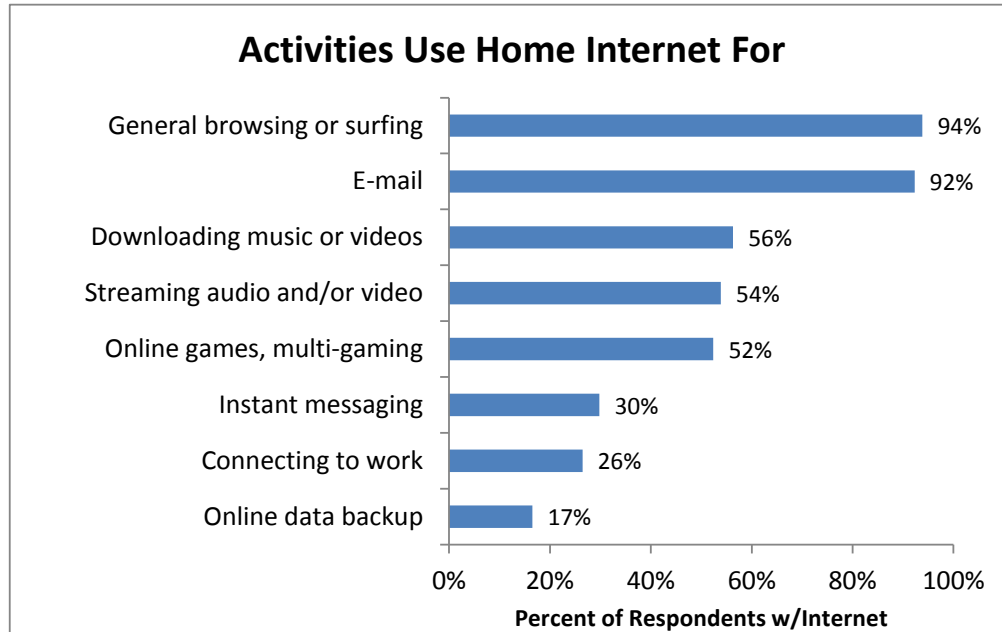 Activities Use Home Internet For
General browsing or surfing 94%
E-mail 92%
Downloading music or videos 56%
Streaming audio and/or video 54%
Online games, multi-gaming 52%
Instant messaging 30%
Connecting to work 26%
Online data backup 17%
0% 20% 40% 60% 80% 100%
Percent of Respondents w/Internet